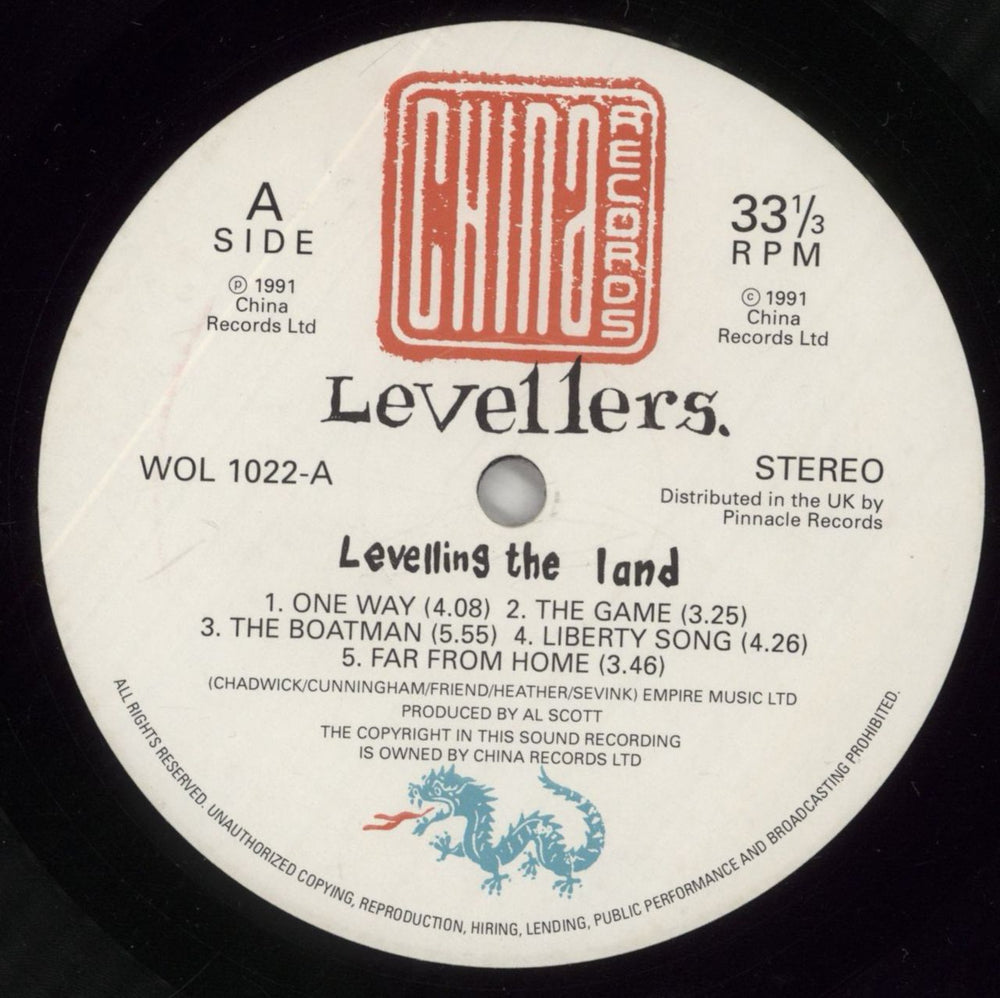 CHINA
RECORDS
A
SIDE
℗ 1991
China
Records Ltd
33⅓
RPM
© 1991
China
Records Ltd
Levellers.
WOL 1022-A
STEREO
Distributed in the UK by
Pinnacle Records
Levelling the land
1. ONE WAY (4.08) 2. THE GAME (3.25)
3. THE BOATMAN (5.55) 4. LIBERTY SONG (4.26)
5. FAR FROM HOME (3.46)
(CHADWICK/CUNNINGHAM/FRIEND/HEATHER/SEVINK) EMPIRE MUSIC LTD
PRODUCED BY AL SCOTT
THE COPYRIGHT IN THIS SOUND RECORDING
IS OWNED BY CHINA RECORDS LTD
ALL RIGHTS RESERVED. UNAUTHORIZED COPYING, REPRODUCTION, HIRING, LENDING, PUBLIC PERFORMANCE AND BROADCASTING PROHIBITED.